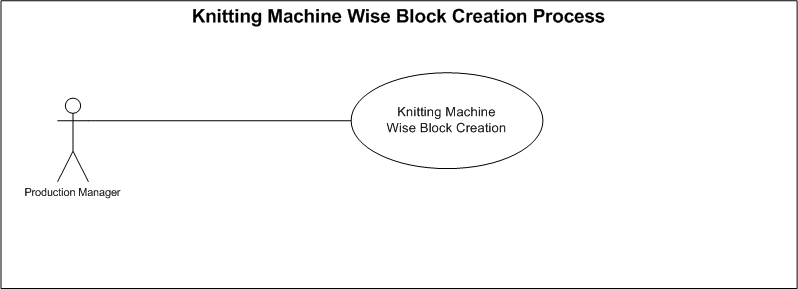 Knitting Machine Wise Block Creation Process
Knitting Machine
Wise Block Creation
Production Manager